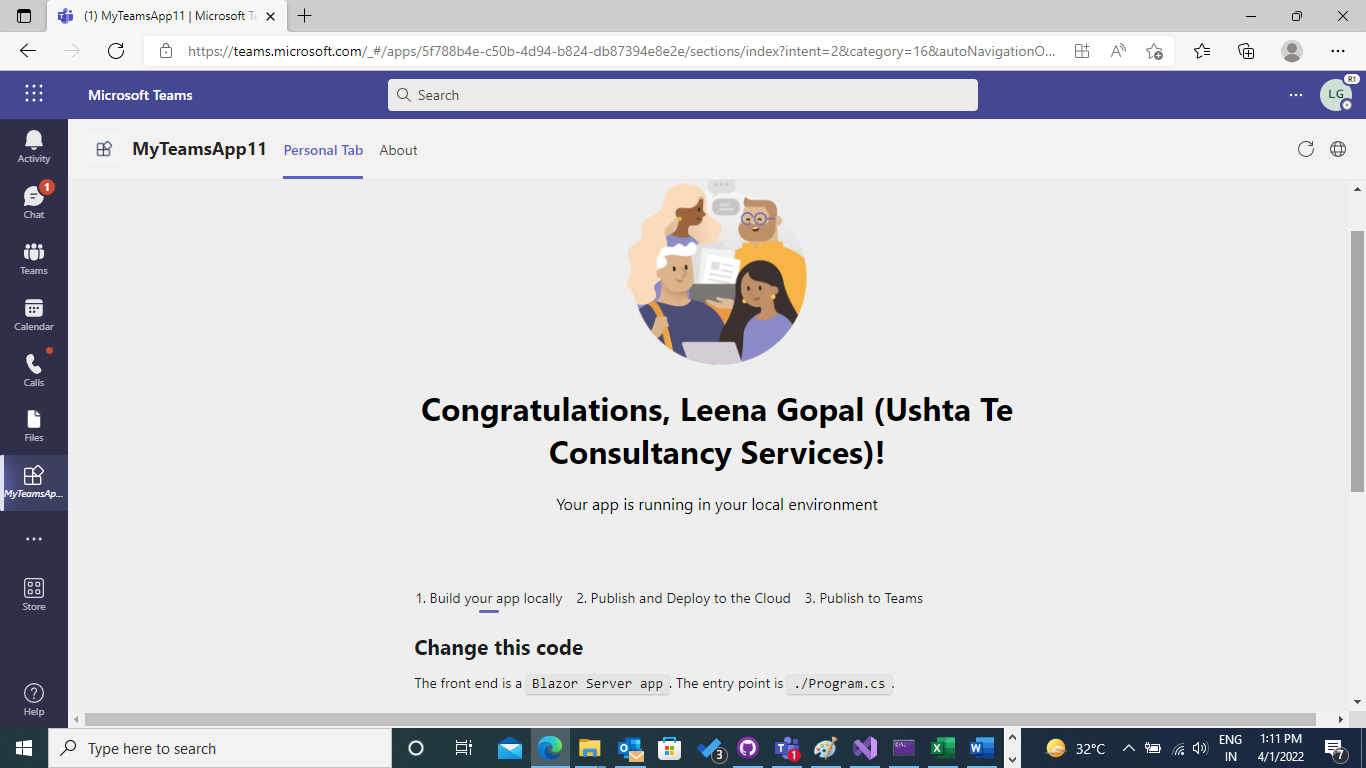 (1) MyTeamsApp11 | Microsoft Te
https://teams.microsoft.com/_#/apps/5f788b4e-c50b-4d94-b824-db87394e8e2e/sections/index?intent=2&category=16&autoNavigationO...
Microsoft Teams
Search
LG
R1
Activity
Chat
1
Teams
Calendar
Calls
Files
MyTeamsAp...
Store
Help
MyTeamsApp11
Personal Tab
About
Congratulations, Leena Gopal (Ushta Te
Consultancy Services)!
Your app is running in your local environment
1. Build your app locally
2. Publish and Deploy to the Cloud
3. Publish to Teams
Change this code
The front end is a Blazor Server app. The entry point is ./Program.cs.
Type here to search
3
1
32°C
ENG
IN
1:11 PM
4/1/2022
7